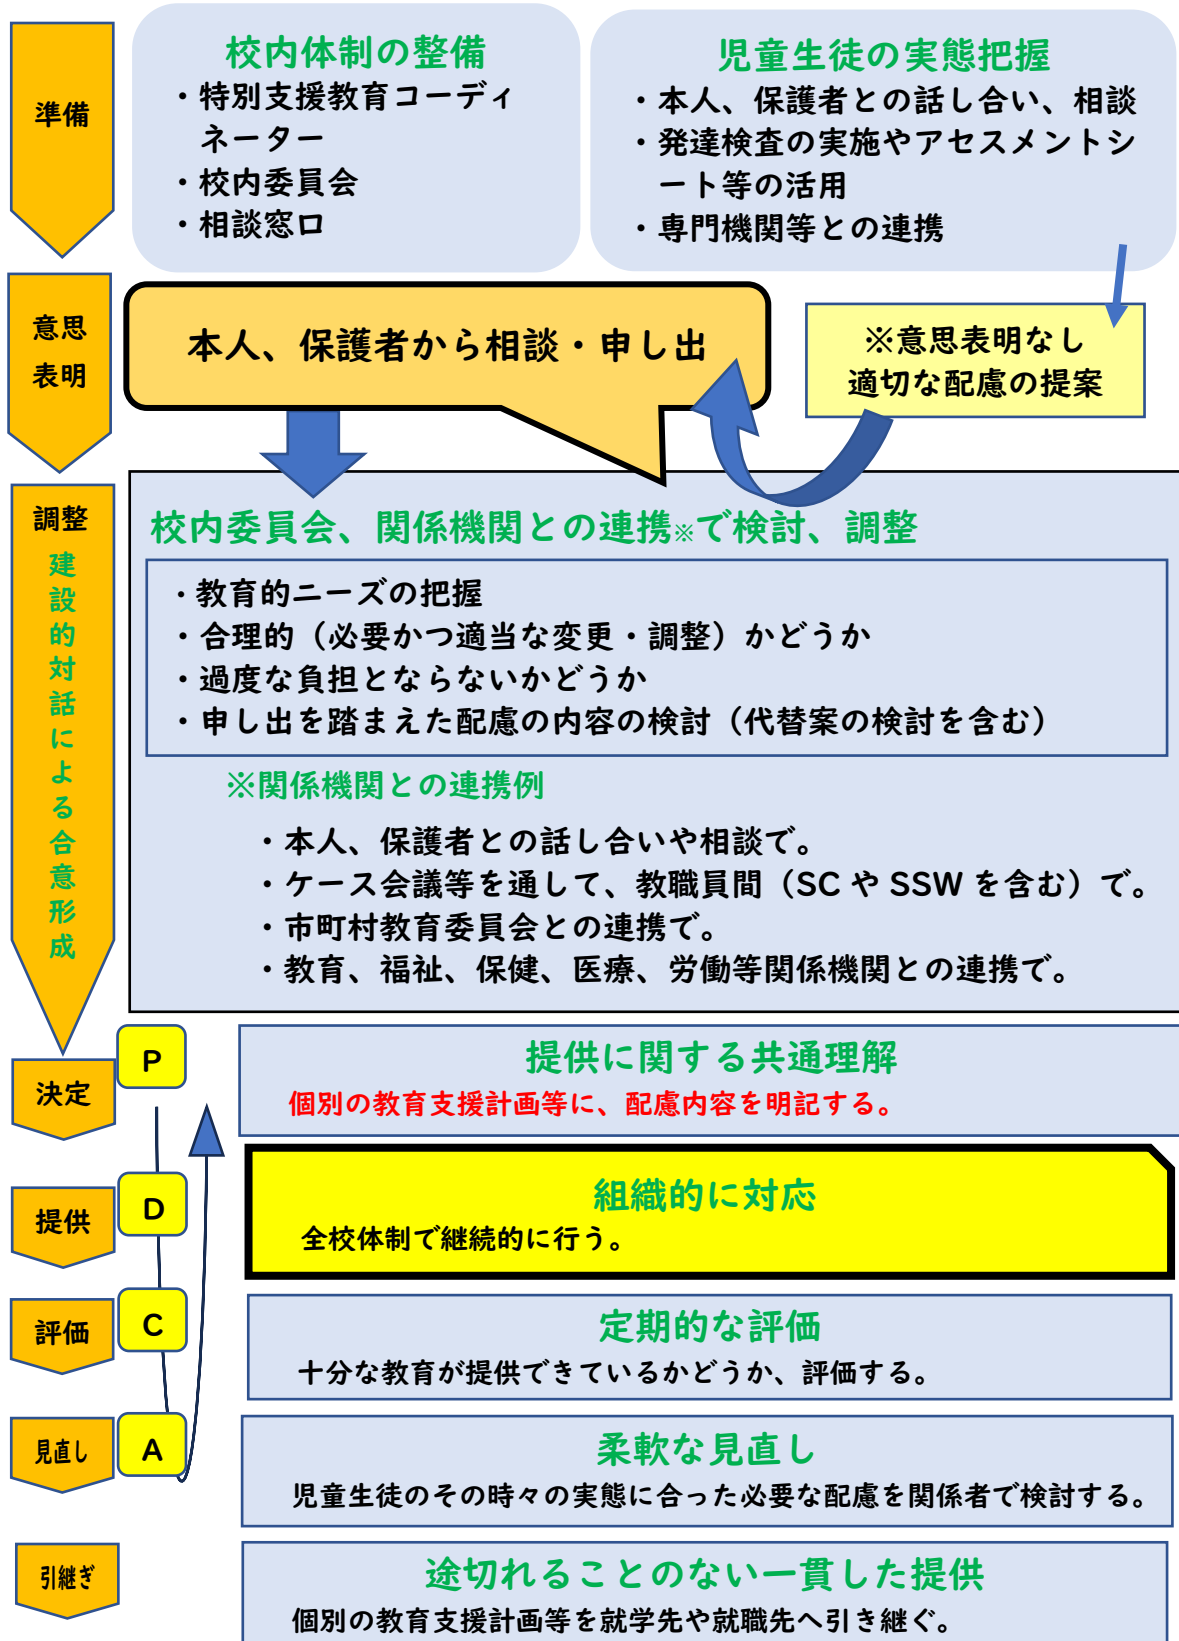 準備
校内体制の整備
・特別支援教育コーディ
ネーター
・校内委員会
・相談窓口
児童生徒の実態把握
・本人、保護者との話し合い、相談
・発達検査の実施やアセスメントシ
ート等の活用
・専門機関等との連携
意思
表明
本人、保護者から相談・申し出
※意思表明なし
適切な配慮の提案
調整
建設的対話による合意形成
校内委員会、関係機関との連携※で検討、調整
・教育的ニーズの把握
・合理的（必要かつ適当な変更・調整）かどうか
・過度な負担とならないかどうか
・申し出を踏まえた配慮の内容の検討（代替案の検討を含む）
※関係機関との連携例
・本人、保護者との話し合いや相談で。
・ケース会議等を通して、教職員間（SC や SSW を含む）で。
・市町村教育委員会との連携で。
・教育、福祉、保健、医療、労働等関係機関との連携で。
決定
P
提供に関する共通理解
個別の教育支援計画等に、配慮内容を明記する。
提供
D
組織的に対応
全校体制で継続的に行う。
評価
C
定期的な評価
十分な教育が提供できているかどうか、評価する。
見直し
A
柔軟な見直し
児童生徒のその時々の実態に合った必要な配慮を関係者で検討する。
引継ぎ
途切れることのない一貫した提供
個別の教育支援計画等を就学先や就職先へ引き継ぐ。